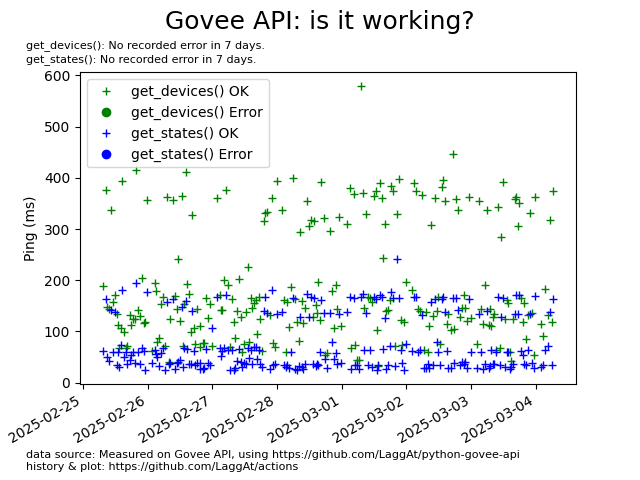 Govee API: is it working?
get_devices(): No recorded error in 7 days.
get_states(): No recorded error in 7 days.
get_devices() OK
get_devices() Error
get_states() OK
get_states() Error
Ping (ms)
600
500
400
300
200
100
0
2025-02-25
2025-02-26
2025-02-27
2025-02-28
2025-03-01
2025-03-02
2025-03-03
2025-03-04
data source: Measured on Govee API, using https://github.com/LaggAt/python-govee-api
history & plot: https://github.com/LaggAt/actions